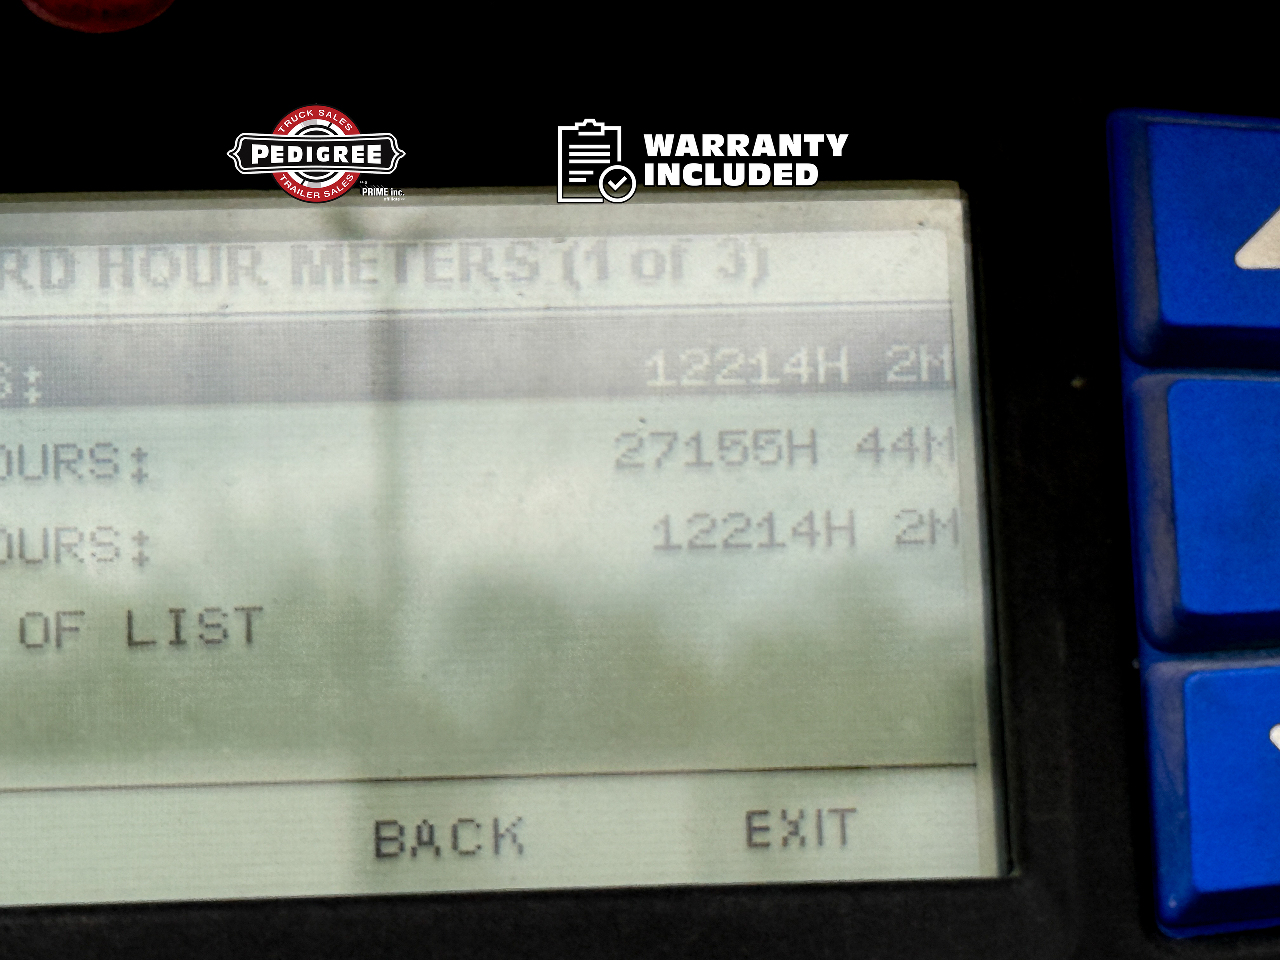 TRUCK SALES
PEDIGREE
TRAILER SALES
PRIME inc.
WARRANTY
INCLUDED
RD HOUR METERS (1 of 3)
S: 12214H 2M
OURS: 27155H 44M
OURS: 12214H 2M
OF LIST
BACK EXIT